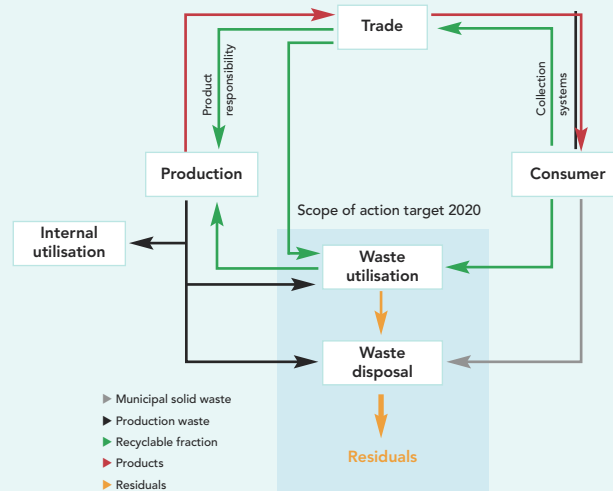 Trade
Product
responsibility
Collection
systems
Production
Consumer
Scope of action target 2020
Internal
utilisation
Waste
utilisation
Waste
disposal
Municipal solid waste
Production waste
Recyclable fraction
Products
Residuals
Residuals